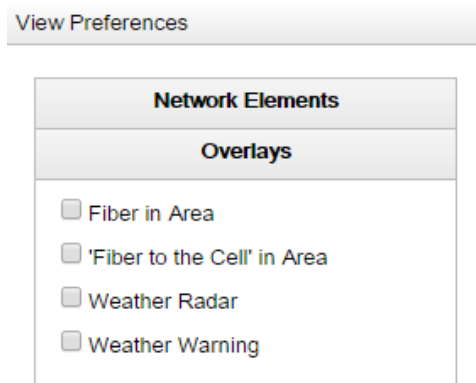 View Preferences
Network Elements
Overlays
Fiber in Area
'Fiber to the Cell' in Area
Weather Radar
Weather Warning